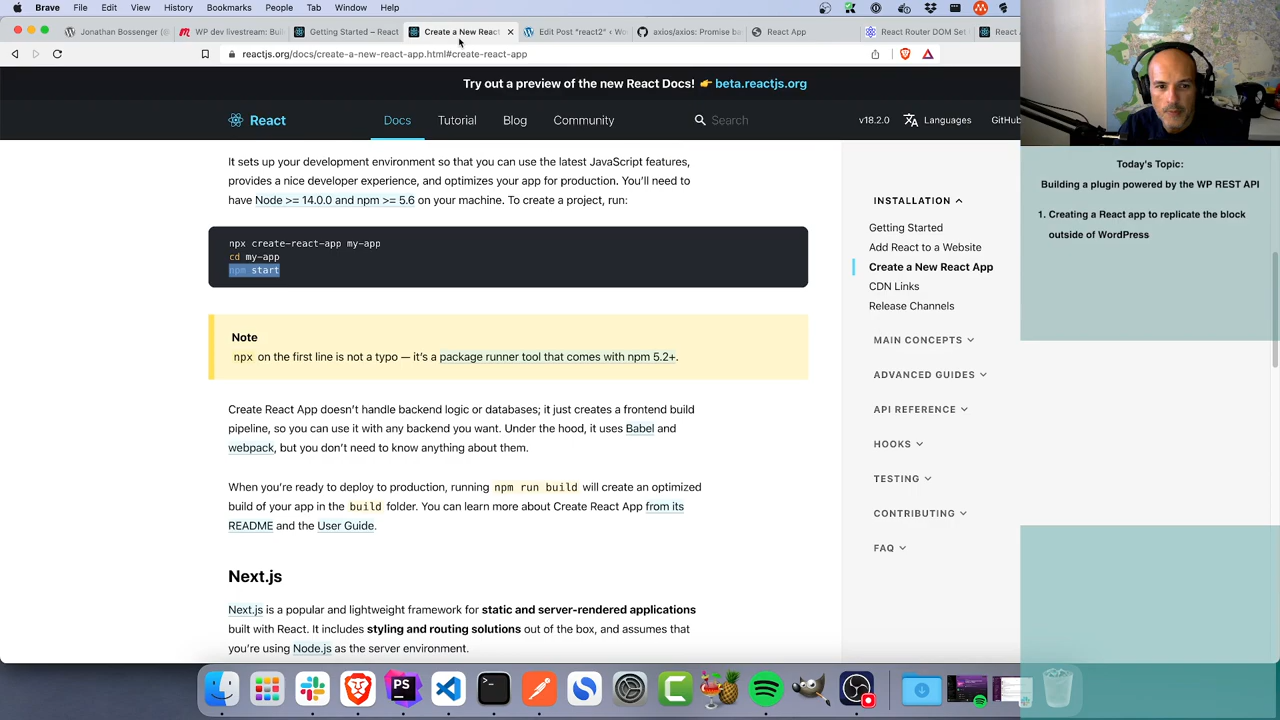 Brave File Edit View History Bookmarks People Tab Window Help
Jonathan Bossenger (
WP dev livestream: Buildi
Getting Started – React
Create a New React
Edit Post "react2" ‹ Wo
axios/axios: Promise ba
React App
React Router DOM Set
React A
reactjs.org/docs/create-a-new-react-app.html#create-react-app
Try out a preview of the new React Docs! 👉 beta.reactjs.org
React Docs Tutorial Blog Community Search v18.2.0 Languages GitHub
It sets up your development environment so that you can use the latest JavaScript features,
provides a nice developer experience, and optimizes your app for production. You'll need to
have Node >= 14.0.0 and npm >= 5.6 on your machine. To create a project, run:
npx create-react-app my-app
cd my-app
npm start
Note
npx on the first line is not a typo — it's a package runner tool that comes with npm 5.2+.
Create React App doesn't handle backend logic or databases; it just creates a frontend build
pipeline, so you can use it with any backend you want. Under the hood, it uses Babel and
webpack, but you don't need to know anything about them.
When you're ready to deploy to production, running npm run build will create an optimized
build of your app in the build folder. You can learn more about Create React App from its
README and the User Guide.
Next.js
Next.js is a popular and lightweight framework for static and server-rendered applications
built with React. It includes styling and routing solutions out of the box, and assumes that
you're using Node.js as the server environment.
INSTALLATION
Getting Started
Add React to a Website
Create a New React App
CDN Links
Release Channels
MAIN CONCEPTS
ADVANCED GUIDES
API REFERENCE
HOOKS
TESTING
CONTRIBUTING
FAQ
Today's Topic:
Building a plugin powered by the WP REST API
1. Creating a React app to replicate the block
outside of WordPress
PS